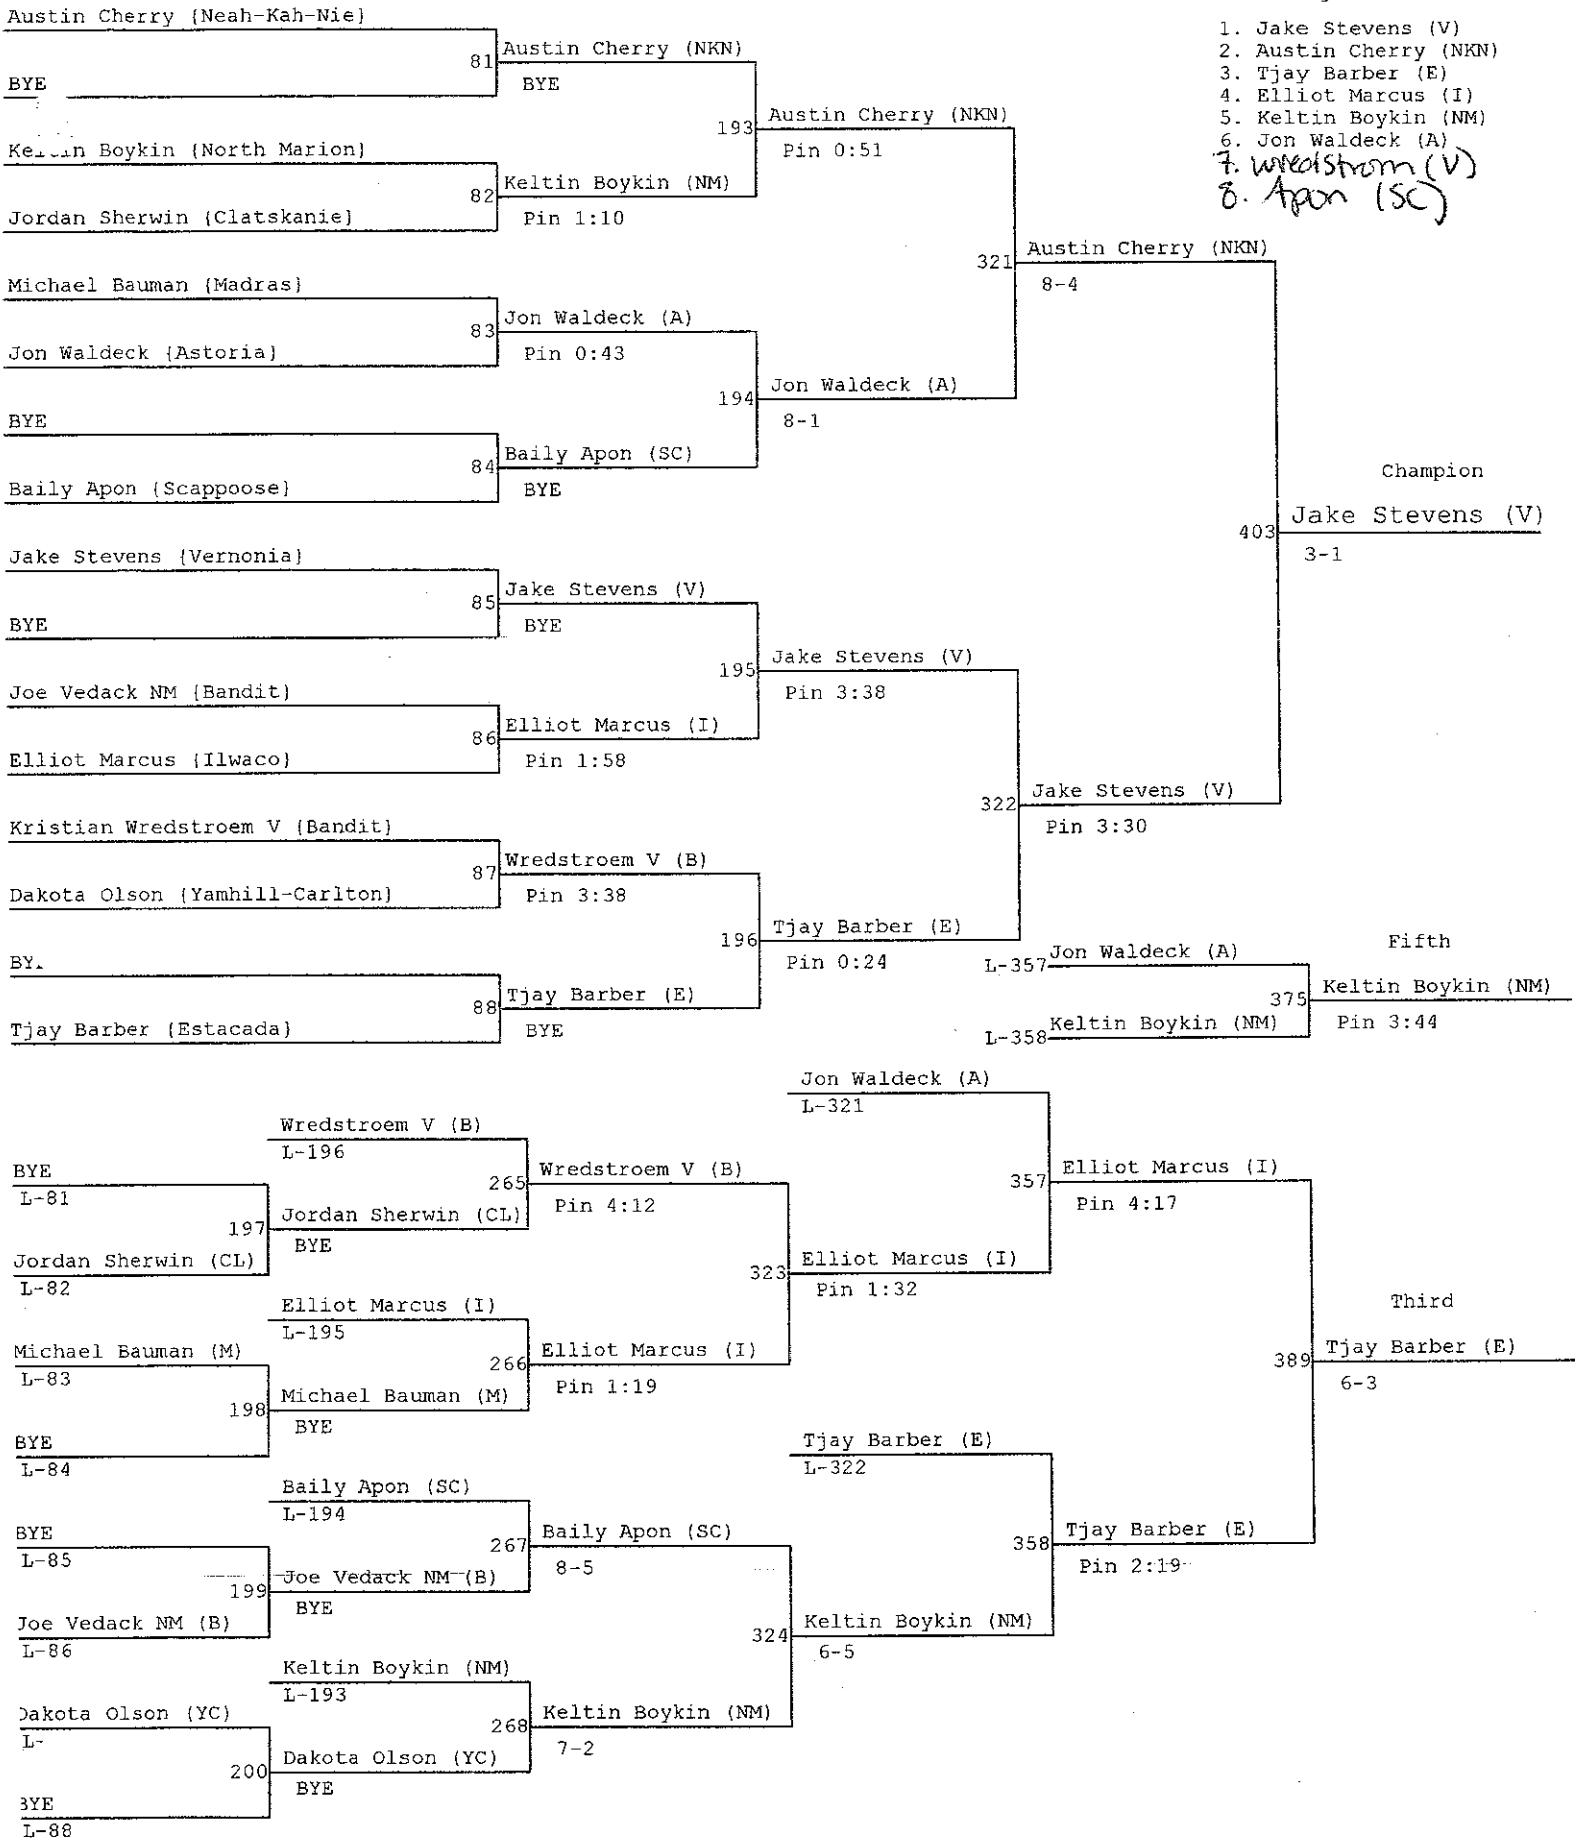 Austin Cherry {Neah-Kah-Nie}
81 Austin Cherry (NKN)
BYE
BYE
193 Austin Cherry (NKN)
Pin 0:51
Keltin Boykin {North Marion}
82 Keltin Boykin (NM)
Jordan Sherwin {Clatskanie}
Pin 1:10
1. Jake Stevens (V)
2. Austin Cherry (NKN)
3. Tjay Barber (E)
4. Elliot Marcus (I)
5. Keltin Boykin (NM)
6. Jon Waldeck (A)
7. Wredstrom (V)
8. Apon (SC)
321 Austin Cherry (NKN)
8-4
Michael Bauman {Madras}
83 Jon Waldeck (A)
Jon Waldeck {Astoria}
Pin 0:43
194 Jon Waldeck (A)
8-1
BYE
84 Baily Apon (SC)
Baily Apon {Scappoose}
BYE
Champion
403 Jake Stevens (V)
3-1
Jake Stevens {Vernonia}
85 Jake Stevens (V)
BYE
BYE
195 Jake Stevens (V)
Pin 3:38
Joe Vedack NM {Bandit}
86 Elliot Marcus (I)
Elliot Marcus {Ilwaco}
Pin 1:58
322 Jake Stevens (V)
Pin 3:30
Kristian Wredstroem V {Bandit}
87 Wredstroem V (B)
Dakota Olson {Yamhill-Carlton}
Pin 3:38
196 Tjay Barber (E)
Pin 0:24
BY
88 Tjay Barber (E)
Tjay Barber {Estacada}
BYE
Fifth
L-357 Jon Waldeck (A)
375 Keltin Boykin (NM)
L-358 Keltin Boykin (NM)
Pin 3:44
Jon Waldeck (A)
L-321
Wredstroem V (B)
L-196
265 Wredstroem V (B)
Pin 4:12
BYE
L-81
197 Jordan Sherwin (CL)
BYE
Jordan Sherwin (CL)
L-82
357 Elliot Marcus (I)
Pin 4:17
323 Elliot Marcus (I)
Pin 1:32
Elliot Marcus (I)
L-195
266 Elliot Marcus (I)
Pin 1:19
Michael Bauman (M)
L-83
198 Michael Bauman (M)
BYE
BYE
L-84
Third
389 Tjay Barber (E)
6-3
Tjay Barber (E)
L-322
Baily Apon (SC)
L-194
267 Baily Apon (SC)
8-5
BYE
L-85
199 Joe Vedack NM (B)
BYE
Joe Vedack NM (B)
L-86
358 Tjay Barber (E)
Pin 2:19
324 Keltin Boykin (NM)
6-5
Keltin Boykin (NM)
L-193
268 Keltin Boykin (NM)
7-2
Dakota Olson (YC)
L-
200 Dakota Olson (YC)
BYE
BYE
L-88